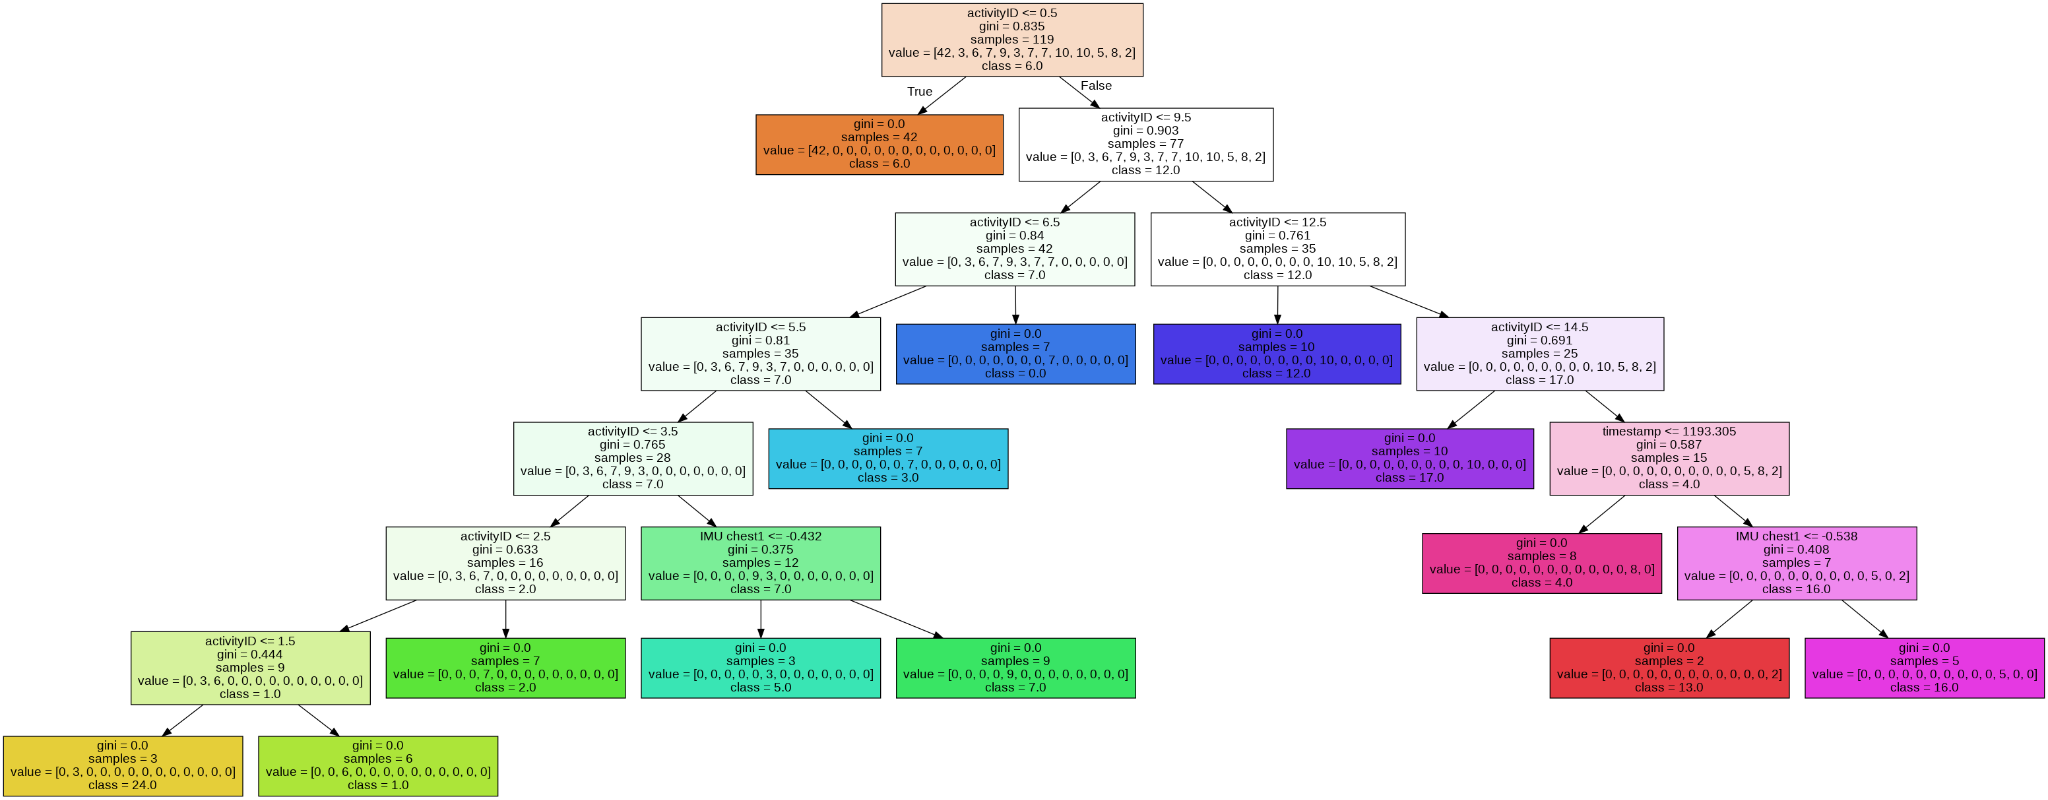 activityID <= 0.5
gini = 0.835
samples = 119
value = [42, 3, 6, 7, 9, 3, 7, 7, 10, 10, 5, 8, 2]
class = 6.0
True
False
gini = 0.0
samples = 42
value = [42, 0, 0, 0, 0, 0, 0, 0, 0, 0, 0, 0, 0]
class = 6.0
activityID <= 9.5
gini = 0.903
samples = 77
value = [0, 3, 6, 7, 9, 3, 7, 7, 10, 10, 5, 8, 2]
class = 12.0
activityID <= 6.5
gini = 0.84
samples = 42
value = [0, 3, 6, 7, 9, 3, 7, 7, 0, 0, 0, 0, 0]
class = 7.0
activityID <= 12.5
gini = 0.761
samples = 35
value = [0, 0, 0, 0, 0, 0, 0, 0, 10, 10, 5, 8, 2]
class = 12.0
activityID <= 5.5
gini = 0.81
samples = 35
value = [0, 3, 6, 7, 9, 3, 7, 0, 0, 0, 0, 0, 0]
class = 7.0
gini = 0.0
samples = 7
value = [0, 0, 0, 0, 0, 0, 0, 7, 0, 0, 0, 0, 0]
class = 0.0
gini = 0.0
samples = 10
value = [0, 0, 0, 0, 0, 0, 0, 0, 10, 0, 0, 0, 0]
class = 12.0
activityID <= 14.5
gini = 0.691
samples = 25
value = [0, 0, 0, 0, 0, 0, 0, 0, 0, 10, 5, 8, 2]
class = 17.0
activityID <= 3.5
gini = 0.765
samples = 28
value = [0, 3, 6, 7, 9, 3, 0, 0, 0, 0, 0, 0, 0]
class = 7.0
gini = 0.0
samples = 7
value = [0, 0, 0, 0, 0, 0, 7, 0, 0, 0, 0, 0, 0]
class = 3.0
gini = 0.0
samples = 10
value = [0, 0, 0, 0, 0, 0, 0, 0, 0, 10, 0, 0, 0]
class = 17.0
timestamp <= 1193.305
gini = 0.587
samples = 15
value = [0, 0, 0, 0, 0, 0, 0, 0, 0, 0, 5, 8, 2]
class = 4.0
activityID <= 2.5
gini = 0.633
samples = 16
value = [0, 3, 6, 7, 0, 0, 0, 0, 0, 0, 0, 0, 0]
class = 2.0
IMU chest1 <= -0.432
gini = 0.375
samples = 12
value = [0, 0, 0, 0, 9, 3, 0, 0, 0, 0, 0, 0, 0]
class = 7.0
gini = 0.0
samples = 8
value = [0, 0, 0, 0, 0, 0, 0, 0, 0, 0, 0, 8, 0]
class = 4.0
IMU chest1 <= -0.538
gini = 0.408
samples = 7
value = [0, 0, 0, 0, 0, 0, 0, 0, 0, 0, 5, 0, 2]
class = 16.0
activityID <= 1.5
gini = 0.444
samples = 9
value = [0, 3, 6, 0, 0, 0, 0, 0, 0, 0, 0, 0, 0]
class = 1.0
gini = 0.0
samples = 7
value = [0, 0, 0, 7, 0, 0, 0, 0, 0, 0, 0, 0, 0]
class = 2.0
gini = 0.0
samples = 3
value = [0, 0, 0, 0, 0, 3, 0, 0, 0, 0, 0, 0, 0]
class = 5.0
gini = 0.0
samples = 9
value = [0, 0, 0, 0, 9, 0, 0, 0, 0, 0, 0, 0, 0]
class = 7.0
gini = 0.0
samples = 2
value = [0, 0, 0, 0, 0, 0, 0, 0, 0, 0, 0, 0, 2]
class = 13.0
gini = 0.0
samples = 5
value = [0, 0, 0, 0, 0, 0, 0, 0, 0, 0, 5, 0, 0]
class = 16.0
gini = 0.0
samples = 3
value = [0, 3, 0, 0, 0, 0, 0, 0, 0, 0, 0, 0, 0]
class = 24.0
gini = 0.0
samples = 6
value = [0, 0, 6, 0, 0, 0, 0, 0, 0, 0, 0, 0, 0]
class = 1.0